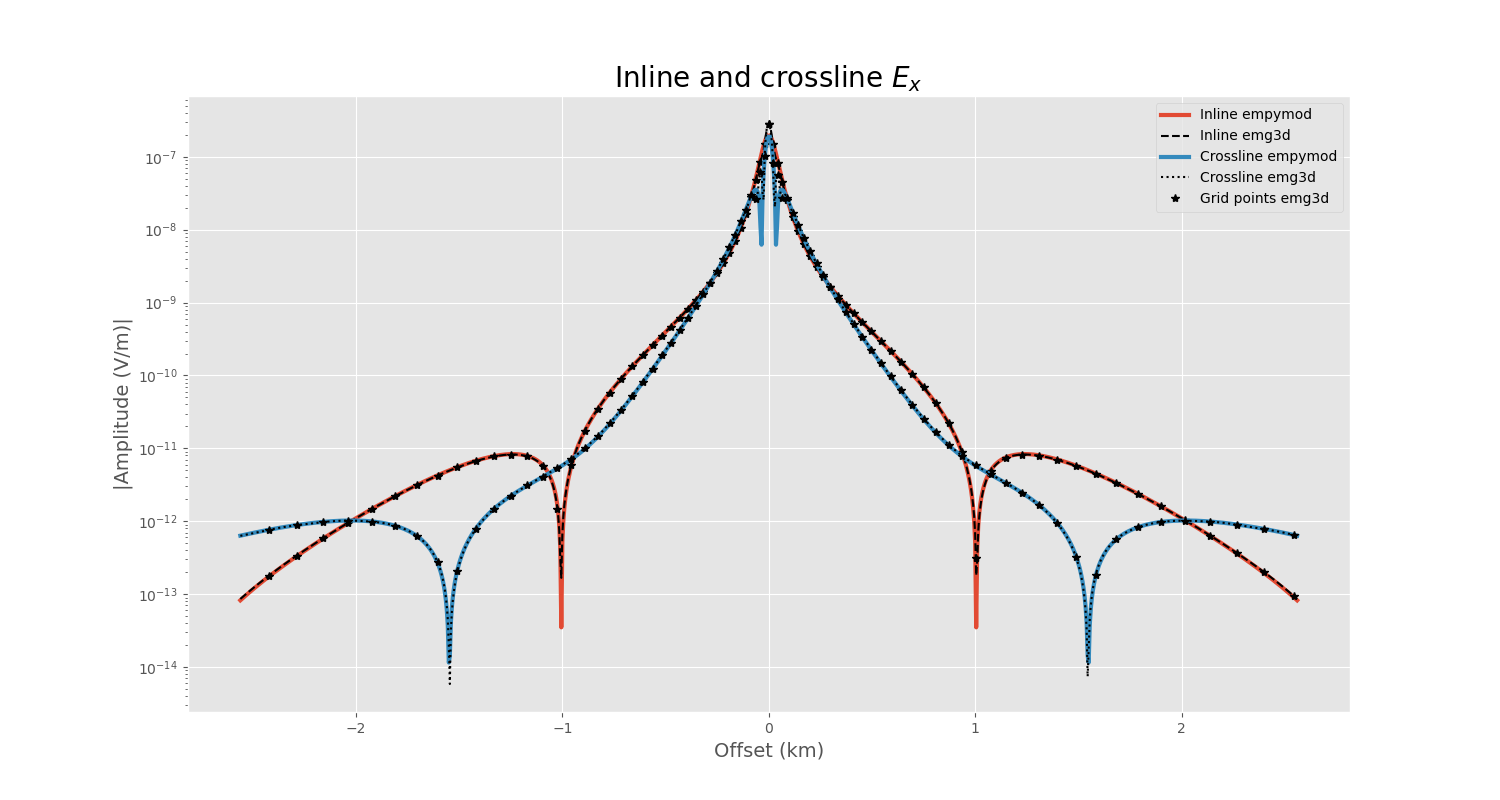 Inline and crossline Eₓ
Inline empymod
Inline emg3d
Crossline empymod
Crossline emg3d
Grid points emg3d
|Amplitude (V/m)|
10⁻⁷
10⁻⁸
10⁻⁹
10⁻¹⁰
10⁻¹¹
10⁻¹²
10⁻¹³
10⁻¹⁴
−2 −1 0 1 2
Offset (km)